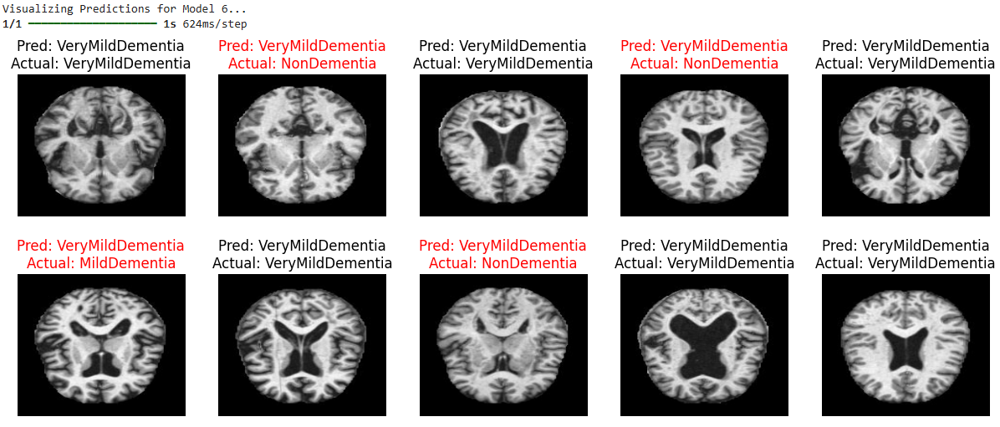 Visualizing Predictions for Model 6...
1/1 ━━━━━━━━━━━━━━━━━━━━ 1s 624ms/step
Pred: VeryMildDementia
Actual: VeryMildDementia
Pred: VeryMildDementia
Actual: NonDementia
Pred: VeryMildDementia
Actual: VeryMildDementia
Pred: VeryMildDementia
Actual: NonDementia
Pred: VeryMildDementia
Actual: VeryMildDementia
Pred: VeryMildDementia
Actual: MildDementia
Pred: VeryMildDementia
Actual: VeryMildDementia
Pred: VeryMildDementia
Actual: NonDementia
Pred: VeryMildDementia
Actual: VeryMildDementia
Pred: VeryMildDementia
Actual: VeryMildDementia